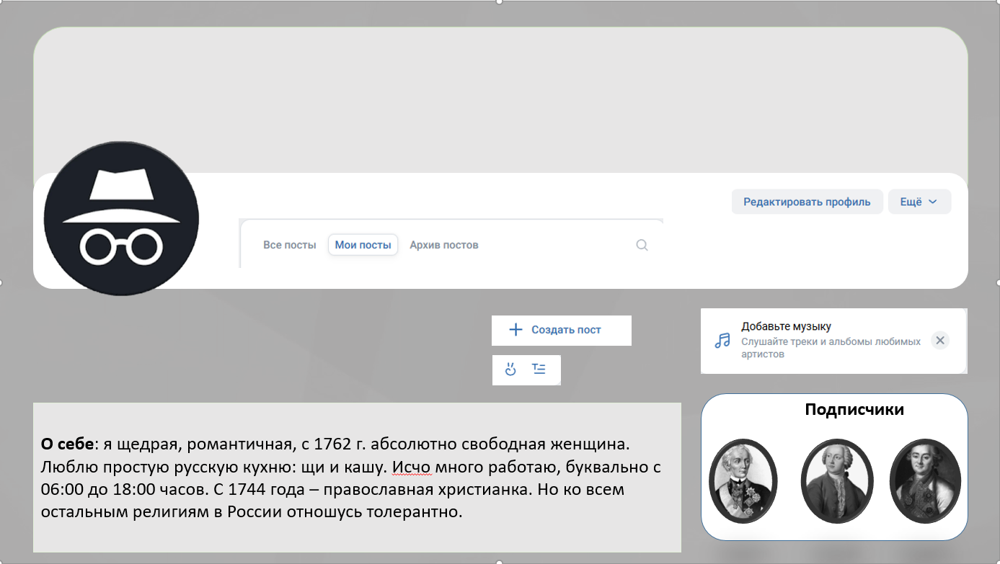 Редактировать профиль
Ещё
Все посты
Мои посты
Архив постов
Создать пост
Добавьте музыку
Слушайте треки и альбомы любимых
артистов
Подписчики
О себе: я щедрая, романтичная, с 1762 г. абсолютно свободная женщина.
Люблю простую русскую кухню: щи и кашу. Исчо много работаю, буквально с
06:00 до 18:00 часов. С 1744 года – православная христианка. Но ко всем
остальным религиям в России отношусь толерантно.